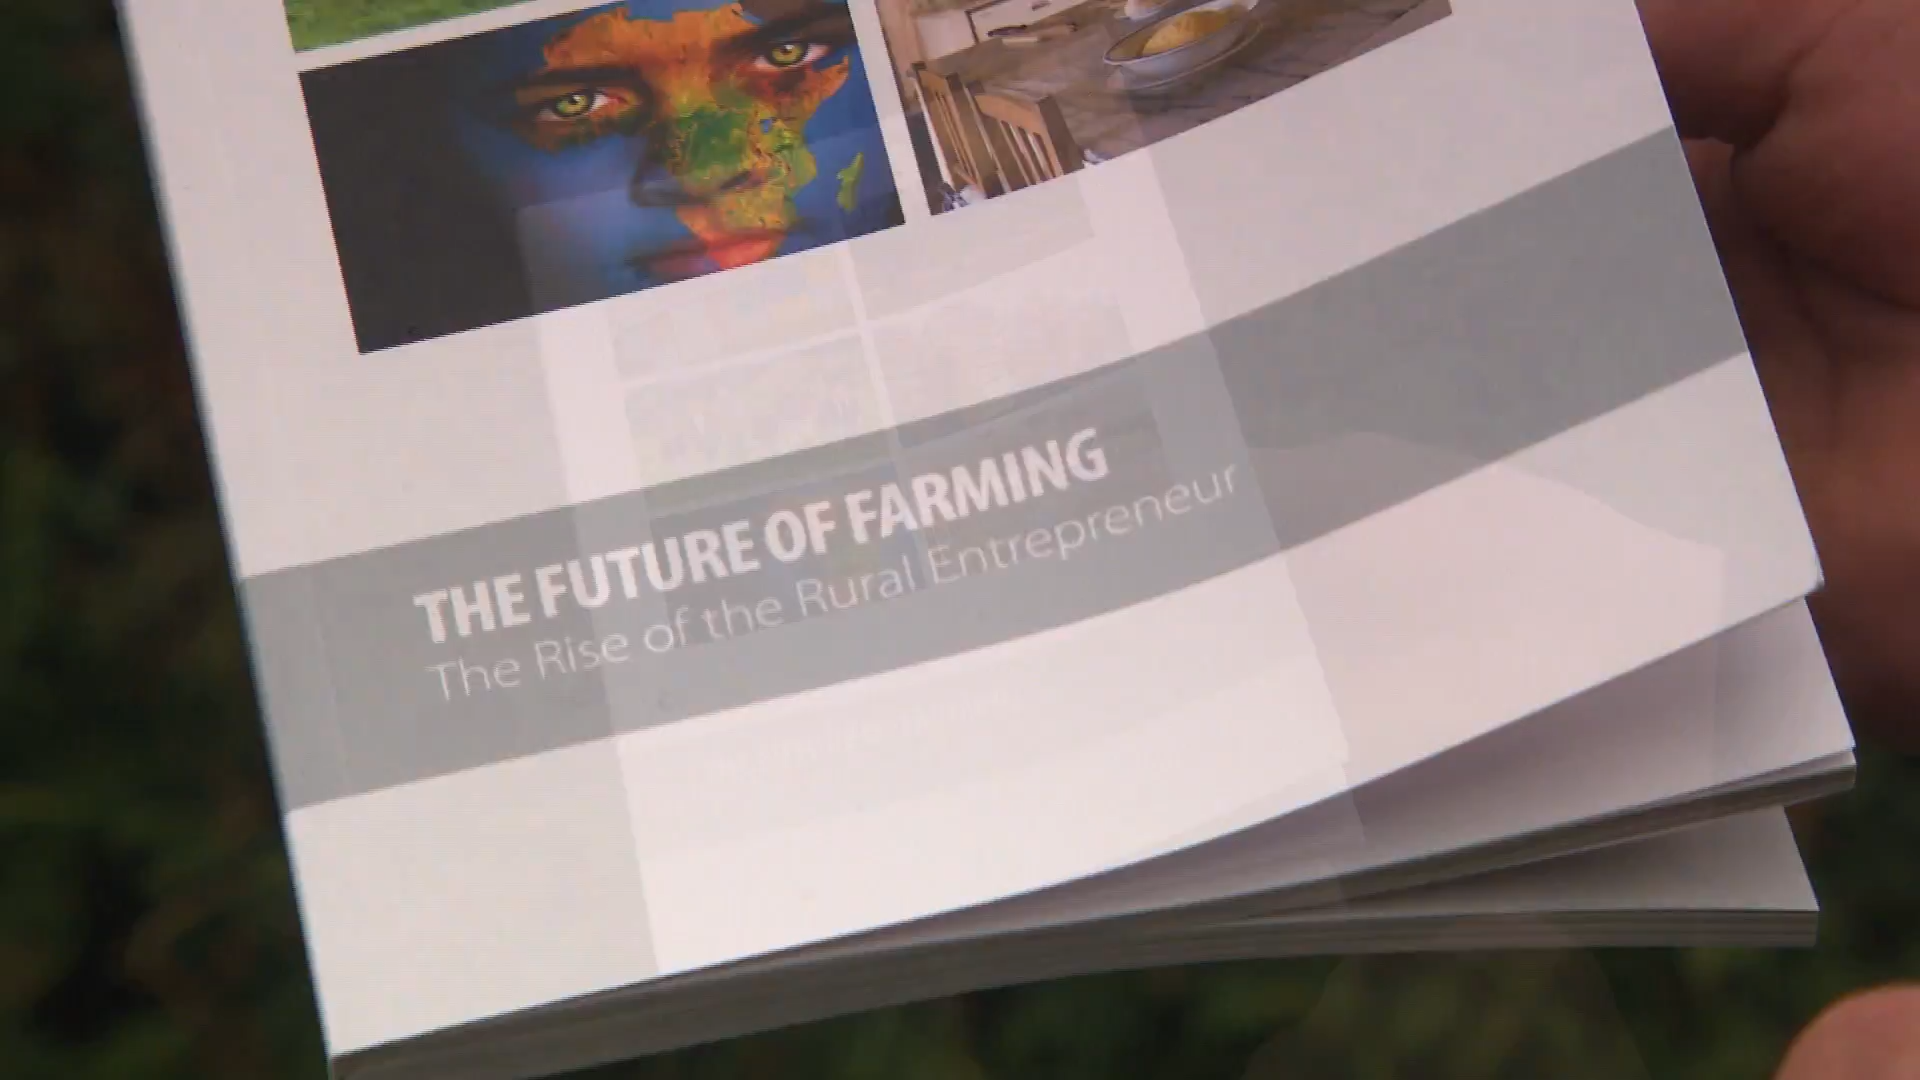 THE FUTURE OF FARMING
The Rise of the Rural Entrepreneur